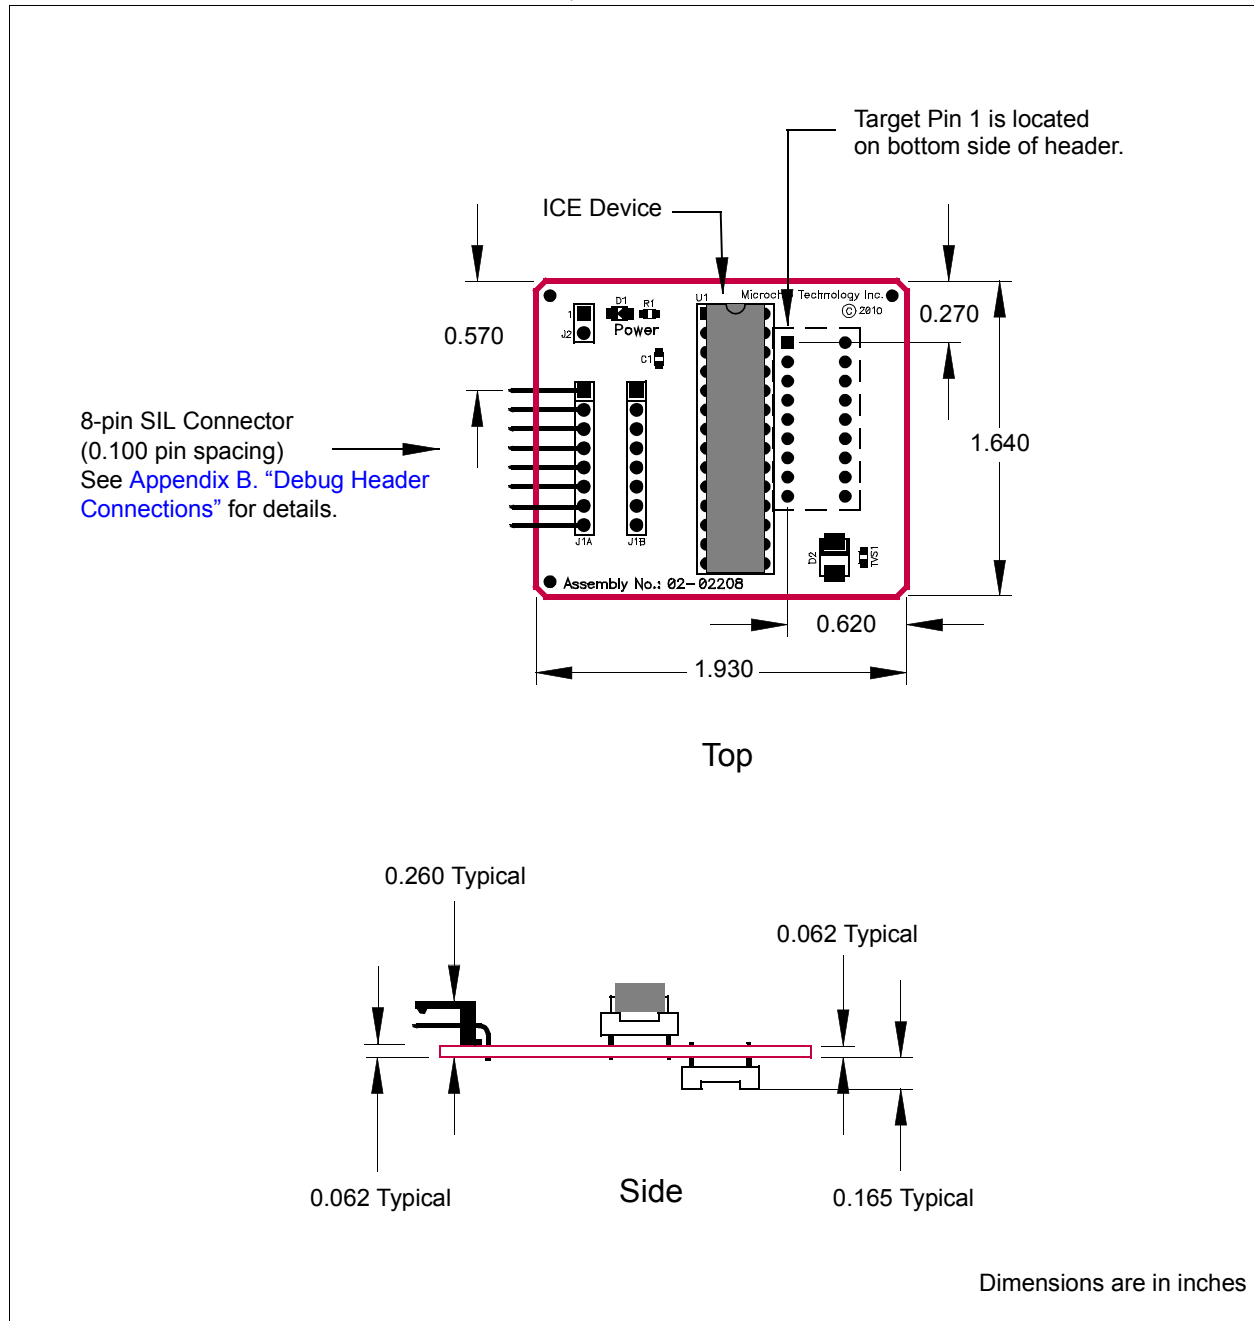 Target Pin 1 is located
on bottom side of header.
ICE Device
U1
Microchip Technology Inc.
© 2010
D1
R1
1
J2
Power
C1
0.570
0.270
8-pin SIL Connector
(0.100 pin spacing)
See Appendix B. “Debug Header
Connections” for details.
1.640
J1A
J1B
D2
TVS1
Assembly No.: 02-02208
0.620
1.930
Top
0.260 Typical
0.062 Typical
0.062 Typical
Side
0.165 Typical
Dimensions are in inches